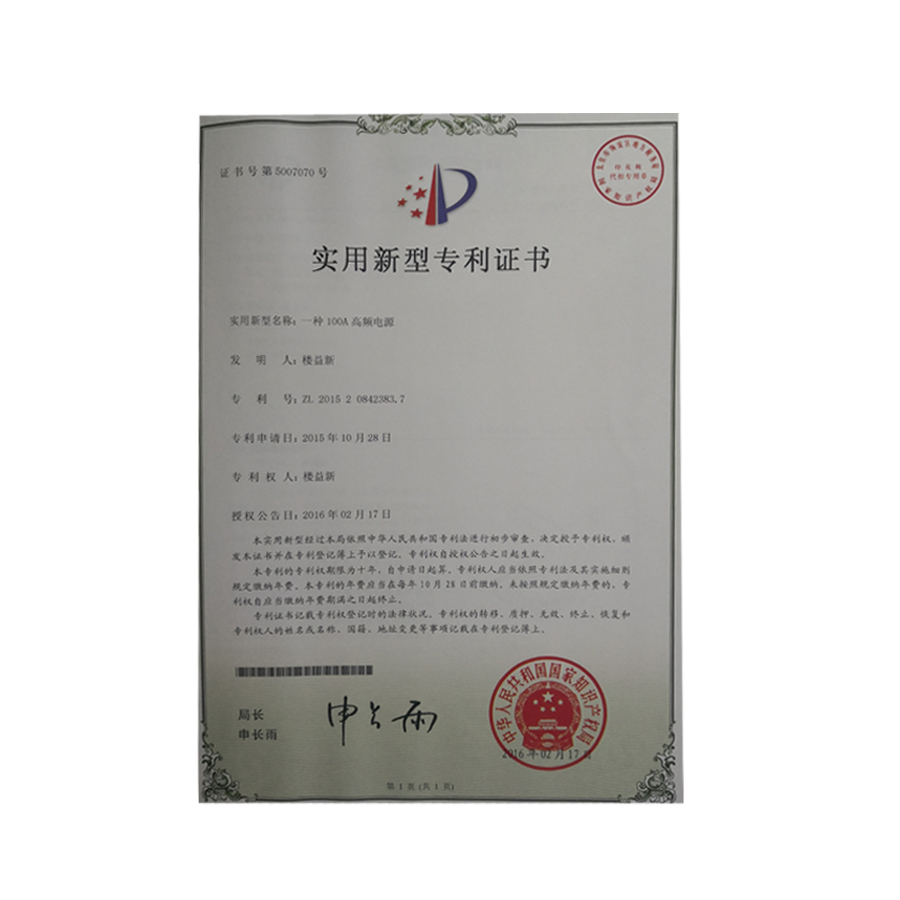 证书号第5007070号
实用新型专利证书
实用新型名称：一种100A高频电源
发明人：楼益新
专利号：ZL 2015 2 0842383.7
专利申请日：2015年10月28日
专利权人：楼益新
授权公告日：2016年02月17日
本实用新型经过本局依照中华人民共和国专利法进行初步审查，决定授予专利权，颁
发本证书并在专利登记簿上予以登记。专利权自授权公告之日起生效。
本专利的专利权期限为十年，自申请日起算。专利权人应当依照专利法及其实施细则
规定缴纳年费。本专利的年费应当在每年10月28日前缴纳。未按照规定缴纳年费的，专
利权自应当缴纳年费期满之日起终止。
专利证书记载专利权登记时的法律状况。专利权的转移、质押、无效、终止、恢复和
专利权人的姓名或名称、国籍、地址变更等事项记载在专利登记簿上。
局长
申长雨
申长雨
中华人民共和国国家知识产权局
2016年02月17日
第1页(共1页)